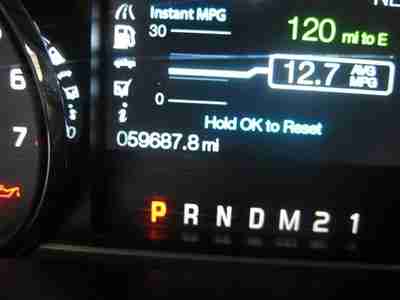 Instant MPG
30
120 mi to E
12.7 AVG MPG
0
Hold OK to Reset
059687.8 mi
6
7
P R N D M 2 1